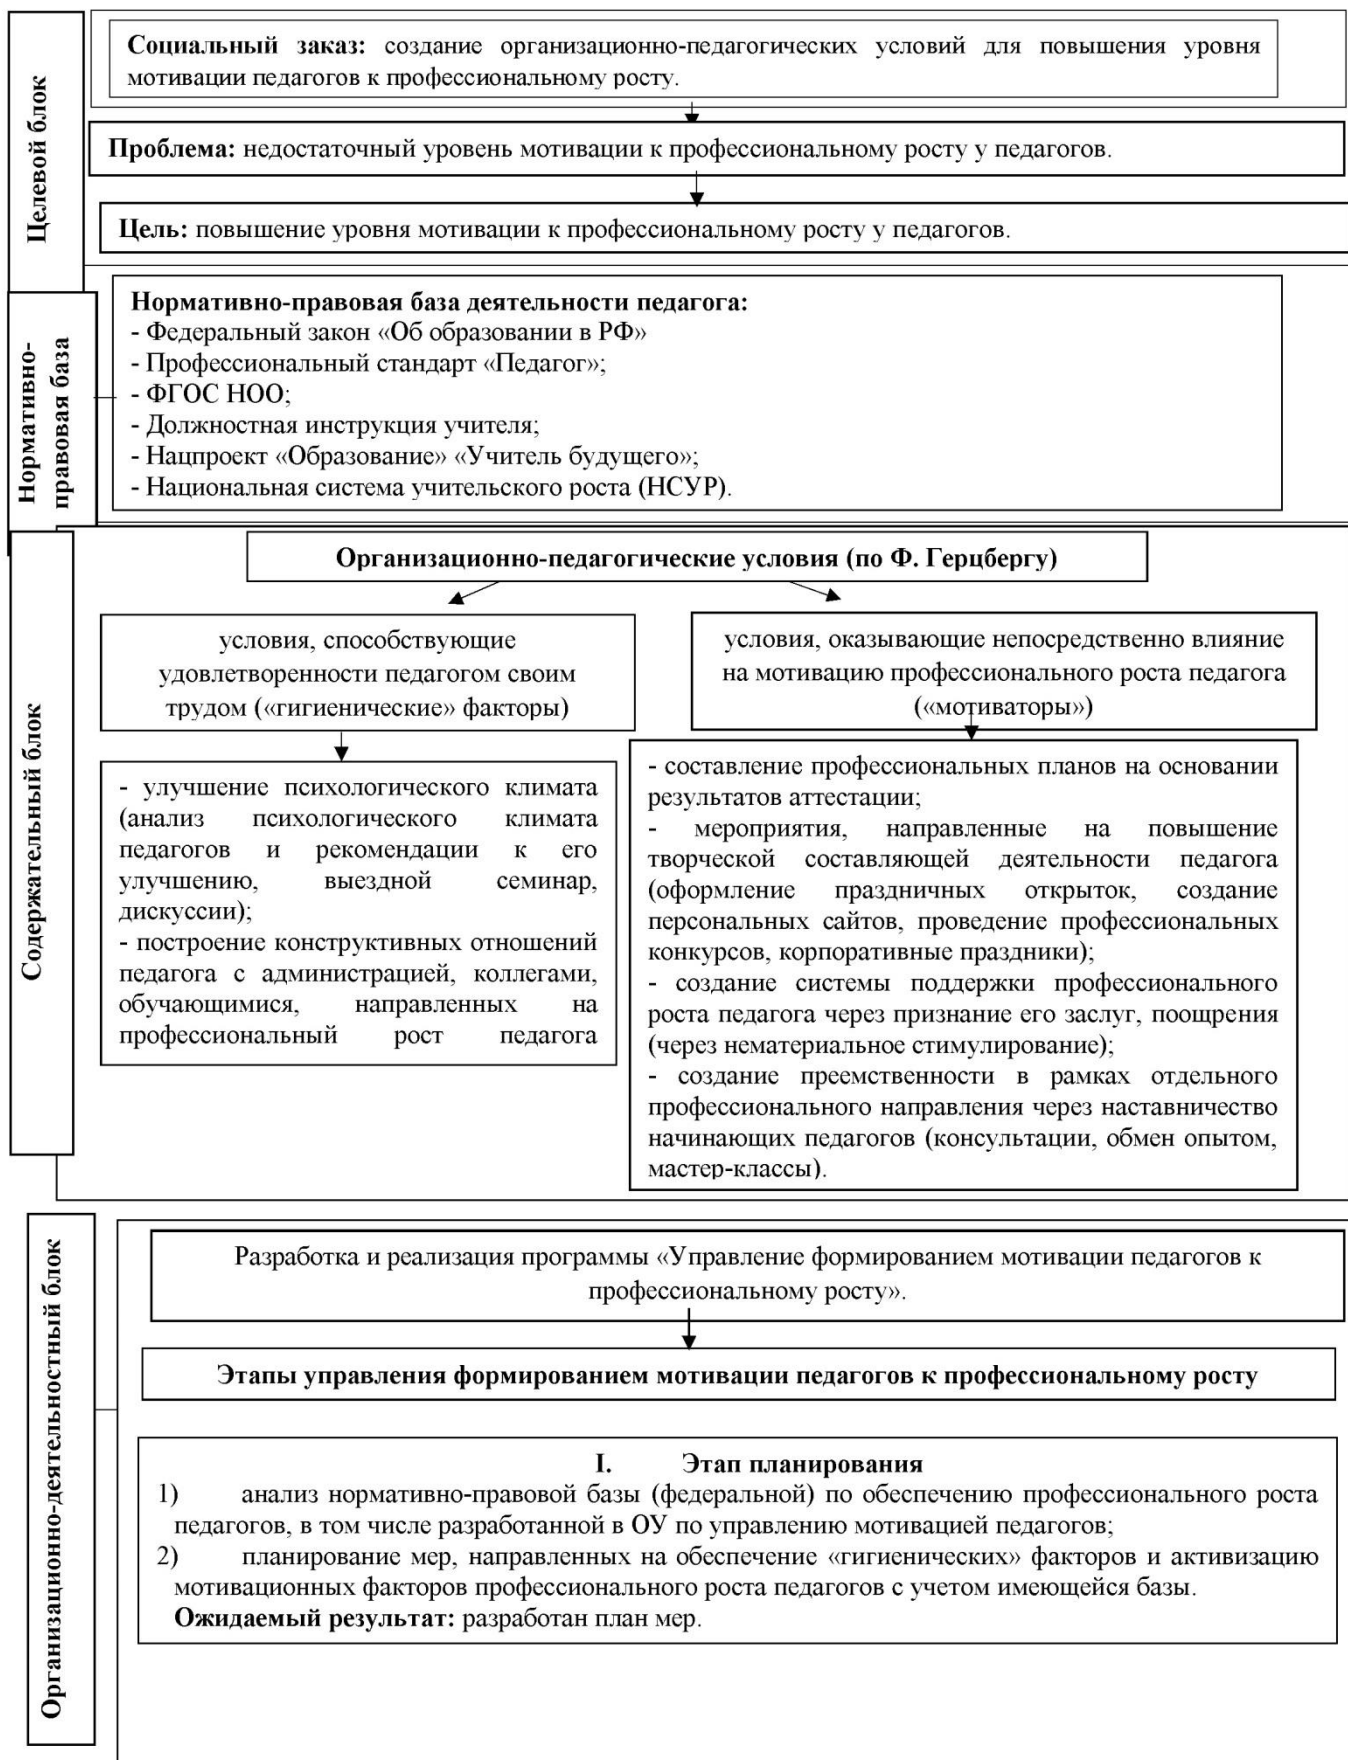 Целевой блок
Социальный заказ: создание организационно-педагогических условий для повышения уровня
мотивации педагогов к профессиональному росту.
Проблема: недостаточный уровень мотивации к профессиональному росту у педагогов.
Цель: повышение уровня мотивации к профессиональному росту у педагогов.
Нормативно-
правовая база
Нормативно-правовая база деятельности педагога:
- Федеральный закон «Об образовании в РФ»
- Профессиональный стандарт «Педагог»;
- ФГОС НОО;
- Должностная инструкция учителя;
- Нацпроект «Образование» «Учитель будущего»;
- Национальная система учительского роста (НСУР).
Содержательный блок
Организационно-педагогические условия (по Ф. Герцбергу)
условия, способствующие
удовлетворенности педагогом своим
трудом («гигиенические» факторы)
- улучшение психологического климата
(анализ психологического климата
педагогов и рекомендации к его
улучшению, выездной семинар,
дискуссии);
- построение конструктивных отношений
педагога с администрацией, коллегами,
обучающимися, направленных на
профессиональный рост педагога
условия, оказывающие непосредственно влияние
на мотивацию профессионального роста педагога
(«мотиваторы»)
- составление профессиональных планов на основании
результатов аттестации;
- мероприятия, направленные на повышение
творческой составляющей деятельности педагога
(оформление праздничных открыток, создание
персональных сайтов, проведение профессиональных
конкурсов, корпоративные праздники);
- создание системы поддержки профессионального
роста педагога через признание его заслуг, поощрения
(через нематериальное стимулирование);
- создание преемственности в рамках отдельного
профессионального направления через наставничество
начинающих педагогов (консультации, обмен опытом,
мастер-классы).
Организационно-деятельностный блок
Разработка и реализация программы «Управление формированием мотивации педагогов к
профессиональному росту».
Этапы управления формированием мотивации педагогов к профессиональному росту
I. Этап планирования
1) анализ нормативно-правовой базы (федеральной) по обеспечению профессионального роста
педагогов, в том числе разработанной в ОУ по управлению мотивацией педагогов;
2) планирование мер, направленных на обеспечение «гигиенических» факторов и активизацию
мотивационных факторов профессионального роста педагогов с учетом имеющейся базы.
Ожидаемый результат: разработан план мер.